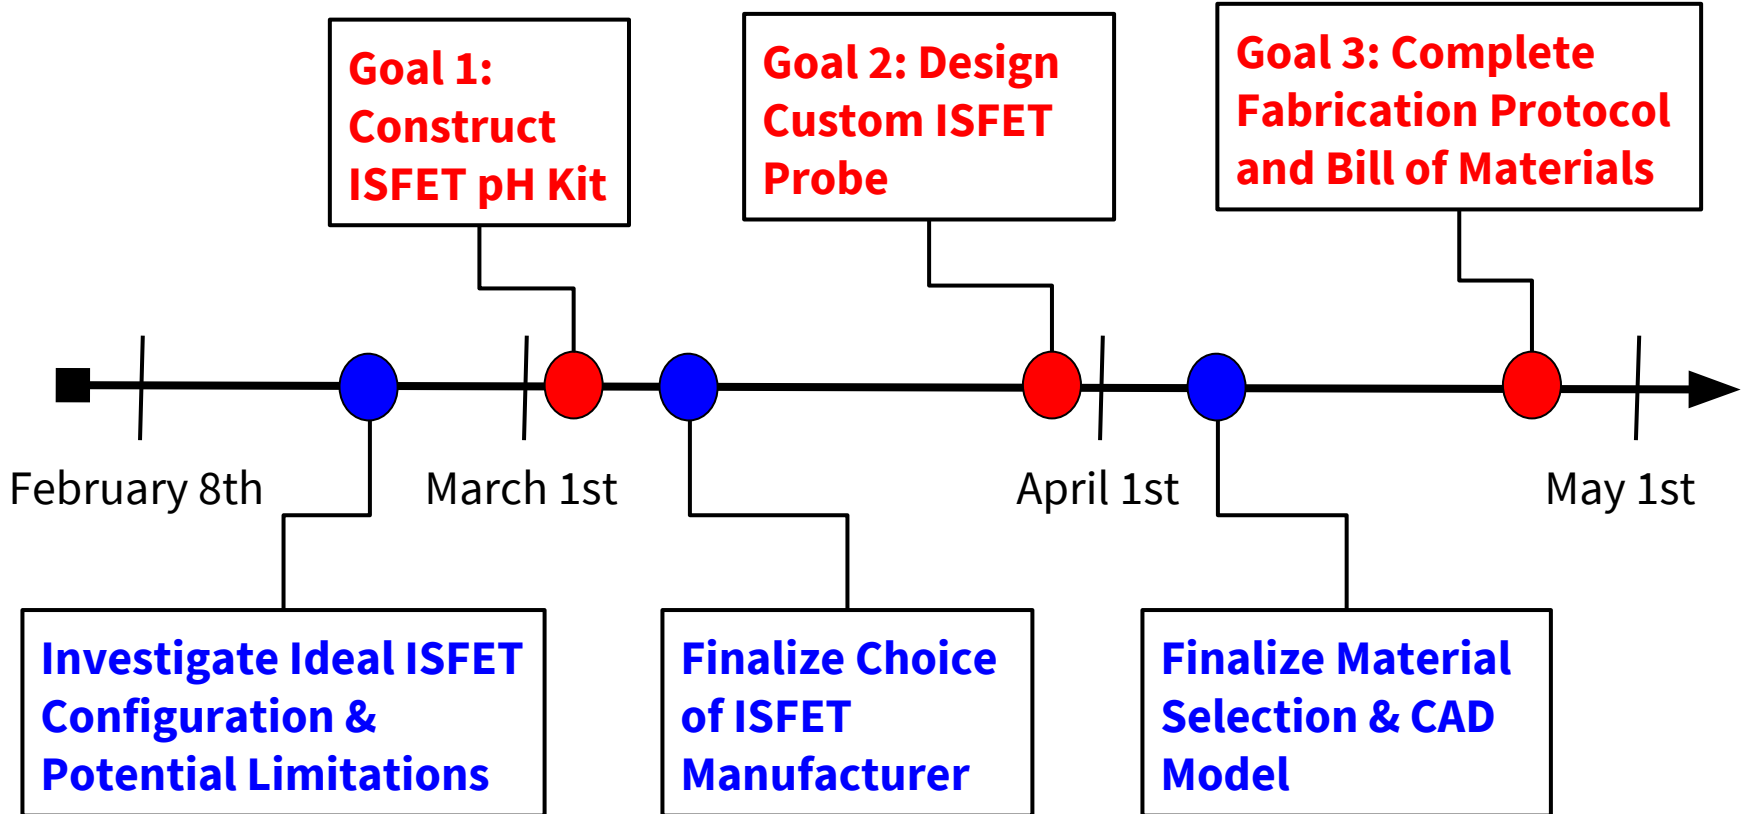 Goal 1:
Construct
ISFET pH Kit
Goal 2: Design
Custom ISFET
Probe
Goal 3: Complete
Fabrication Protocol
and Bill of Materials
February 8th
March 1st
April 1st
May 1st
Investigate Ideal ISFET
Configuration &
Potential Limitations
Finalize Choice
of ISFET
Manufacturer
Finalize Material
Selection & CAD
Model